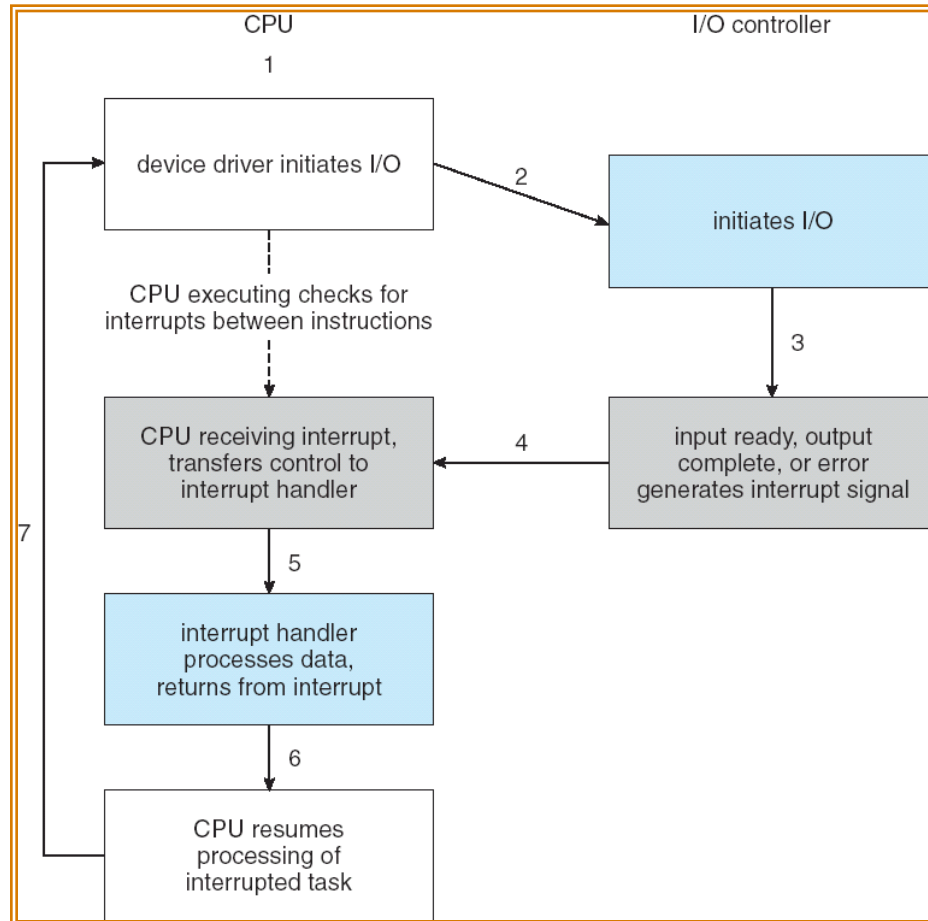 CPU
I/O controller
1
device driver initiates I/O
2
initiates I/O
CPU executing checks for
interrupts between instructions
3
CPU receiving interrupt,
transfers control to
interrupt handler
4
input ready, output
complete, or error
generates interrupt signal
7
5
interrupt handler
processes data,
returns from interrupt
6
CPU resumes
processing of
interrupted task